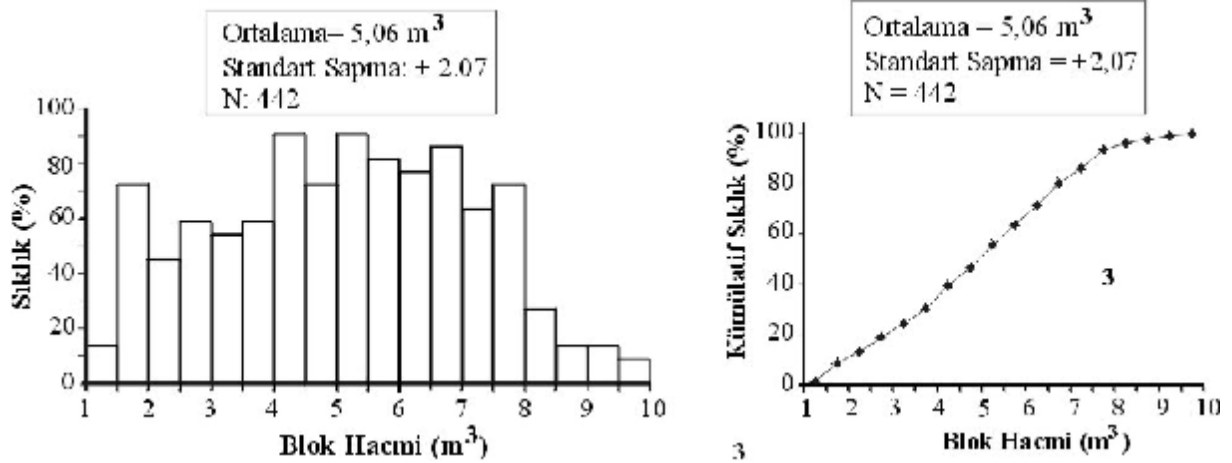 Ortalama– 5,06 m³
Standart Sapma: + 2.07
N: 442
100
80
60
40
20
0
Sıklık (%)
1 2 3 4 5 6 7 8 9 10
Blok Hacmi (m³)
Ortalama – 5,06 m³
Standart Sapma = +2,07
N = 442
100
80
60
40
20
0
Kümülatif Sıklık (%)
3
1 2 3 4 5 6 7 8 9 10
Blok Hacmi (m³)
3